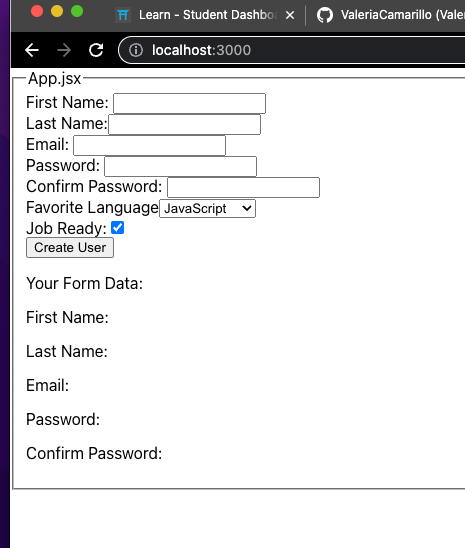 Learn - Student Dashbo
ValeriaCamarillo (Vale
localhost:3000
App.jsx
First Name:
Last Name:
Email:
Password:
Confirm Password:
Favorite Language JavaScript
Job Ready:
Create User
Your Form Data:
First Name:
Last Name:
Email:
Password:
Confirm Password: